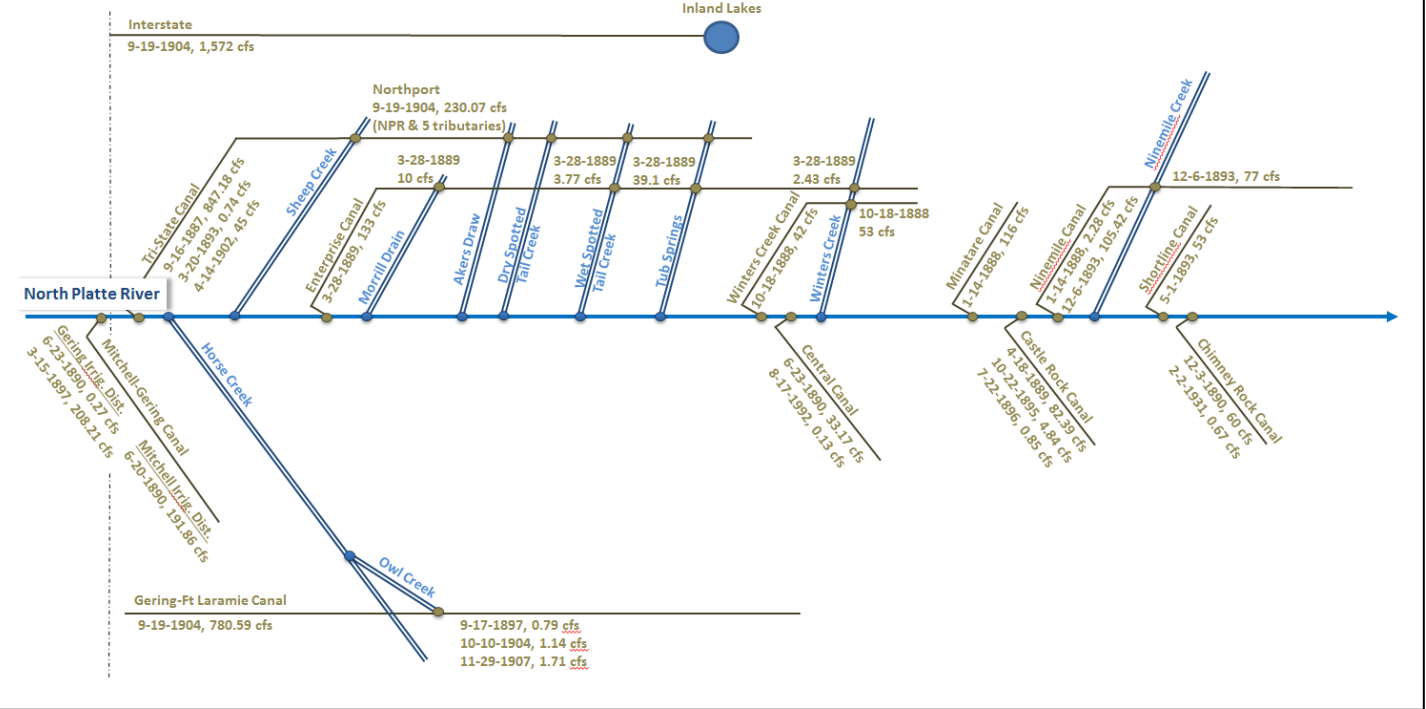 Inland Lakes
Interstate
9-19-1904, 1,572 cfs
Northport
9-19-1904, 230.07 cfs
(NPR & 5 tributaries)
Tri-State Canal
9-16-1887, 847.18 cfs
3-20-1893, 0.74 cfs
4-14-1902, 45 cfs
Sheep Creek
3-28-1889
10 cfs
Enterprise Canal
3-28-1889, 133 cfs
Morrill Drain
Akers Draw
Dry Spotted
Tail Creek
3-28-1889
3.77 cfs
Wet Spotted
Tail Creek
3-28-1889
39.1 cfs
Tub Springs
Winters Creek Canal
10-18-1888, 42 cfs
3-28-1889
2.43 cfs
Winters Creek
10-18-1888
53 cfs
Minatare Canal
1-14-1888, 116 cfs
Ninemile Canal
1-14-1888, 2.28 cfs
12-6-1893, 105.42 cfs
Ninemile Creek
12-6-1893, 77 cfs
Shortline Canal
5-1-1893, 53 cfs
North Platte River
Gering Irrig. Dist.
6-23-1890, 0.27 cfs
3-15-1897, 208.21 cfs
Mitchell-Gering Canal
Mitchell Irrig. Dist.
6-20-1890, 191.86 cfs
Horse Creek
Owl Creek
Central Canal
6-23-1890, 33.17 cfs
8-17-1992, 0.13 cfs
Castle Rock Canal
4-18-1889, 82.39 cfs
10-22-1895, 4.84 cfs
7-22-1896, 0.85 cfs
Chimney Rock Canal
12-3-1890, 60 cfs
2-2-1931, 0.67 cfs
Gering-Ft Laramie Canal
9-19-1904, 780.59 cfs
9-17-1897, 0.79 cfs
10-10-1904, 1.14 cfs
11-29-1907, 1.71 cfs